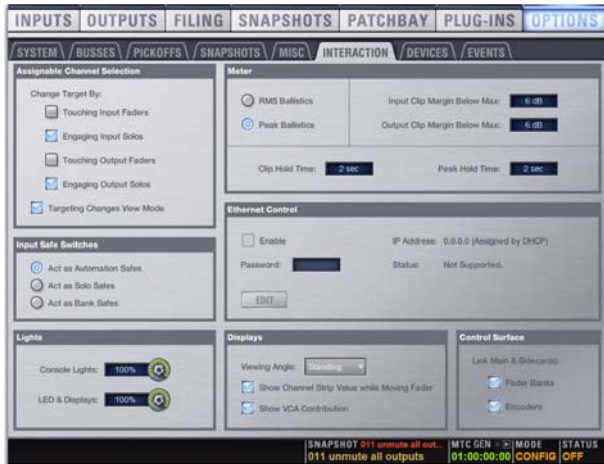 INPUTS OUTPUTS FILING SNAPSHOTS PATCHBAY PLUG-INS OPTIONS
SYSTEM BUSSES PICKOFFS SNAPSHOTS MISC INTERACTION DEVICES EVENTS
Assignable Channel Selection
Change Target By:
Touching Input Faders
Engaging Input Solos
Touching Output Faders
Engaging Output Solos
Targeting Changes View Mode
Meter
RMS Ballistics
Peak Ballistics
Input Clip Margin Below Max: 6 dB
Output Clip Margin Below Max: 6 dB
Clip Hold Time: 2 sec
Peak Hold Time: 2 sec
Input Safe Switches
Act as Automation Safes
Act as Solo Safes
Act as Bank Safes
Ethernet Control
Enable
IP Address: 0.0.0.0 (Assigned by DHCP)
Password:
Status: Not Supported.
EDIT
Lights
Console Lights: 100%
LED & Displays: 100%
Displays
Viewing Angle: Standing
Show Channel Strip Value while Moving Fader
Show VCA Contribution
Control Surface
Link Main & Sidecar(s):
Fader Banks
Encoders
SNAPSHOT 011 unmute all out...
011 unmute all outputs
MTC GEN
01:00:00:00
MODE
CONFIG
STATUS
OFF